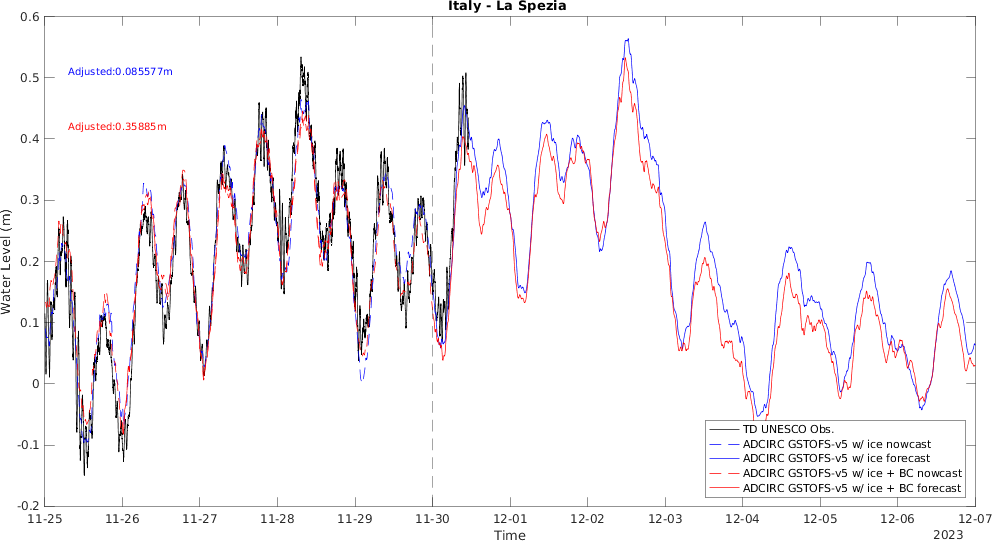 Italy - La Spezia
0.6
0.5
0.4
0.3
0.2
0.1
0
-0.1
-0.2
Water Level (m)
Adjusted:0.085577m
Adjusted:0.35885m
TD UNESCO Obs.
ADCIRC GSTOFS-v5 w/ ice nowcast
ADCIRC GSTOFS-v5 w/ ice forecast
ADCIRC GSTOFS-v5 w/ ice + BC nowcast
ADCIRC GSTOFS-v5 w/ ice + BC forecast
11-25 11-26 11-27 11-28 11-29 11-30 12-01 12-02 12-03 12-04 12-05 12-06 12-07
Time
2023